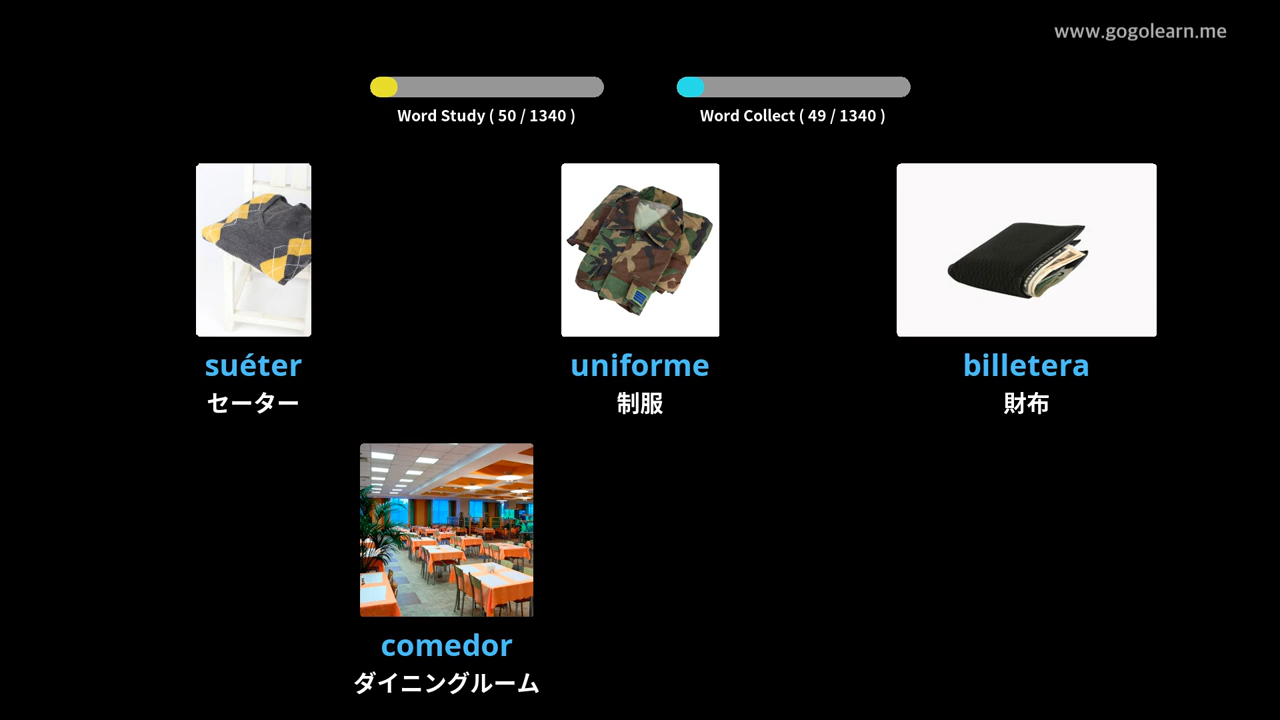 www.gogolearn.me
Word Study ( 50 / 1340 )
Word Collect ( 49 / 1340 )
suéter
セーター
uniforme
制服
billetera
財布
comedor
ダイニングルーム